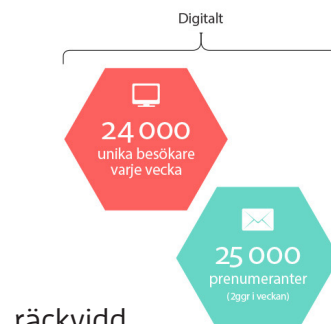 Digitalt
24 000
unika besökare
varje vecka
25 000
prenumeranter
(2ggr i veckan)
räckvidd